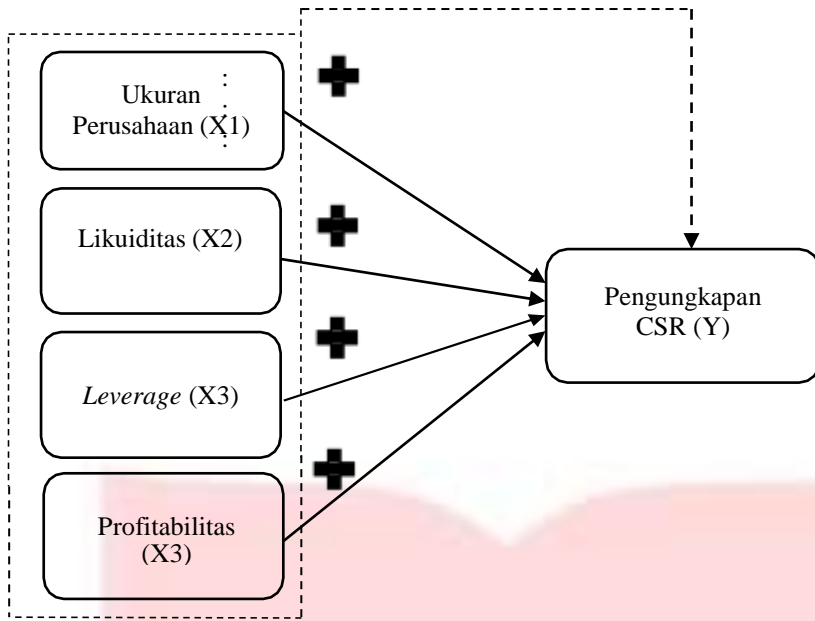 Ukuran
Perusahaan (X1)
Likuiditas (X2)
Leverage (X3)
Profitabilitas
(X3)
Pengungkapan
CSR (Y)